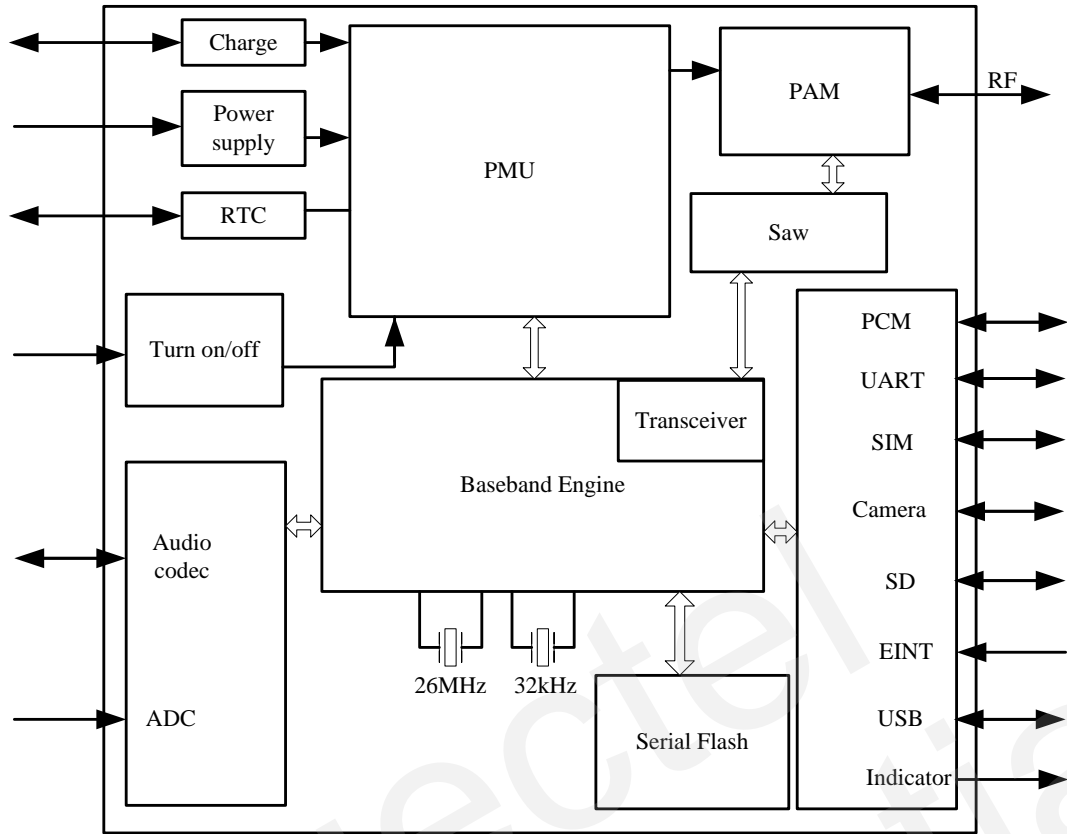 Charge
Power
supply
RTC
Turn on/off
PMU
PAM
RF
Saw
Transceiver
Baseband Engine
Audio
codec
ADC
26MHz
32kHz
Serial Flash
PCM
UART
SIM
Camera
SD
EINT
USB
Indicator